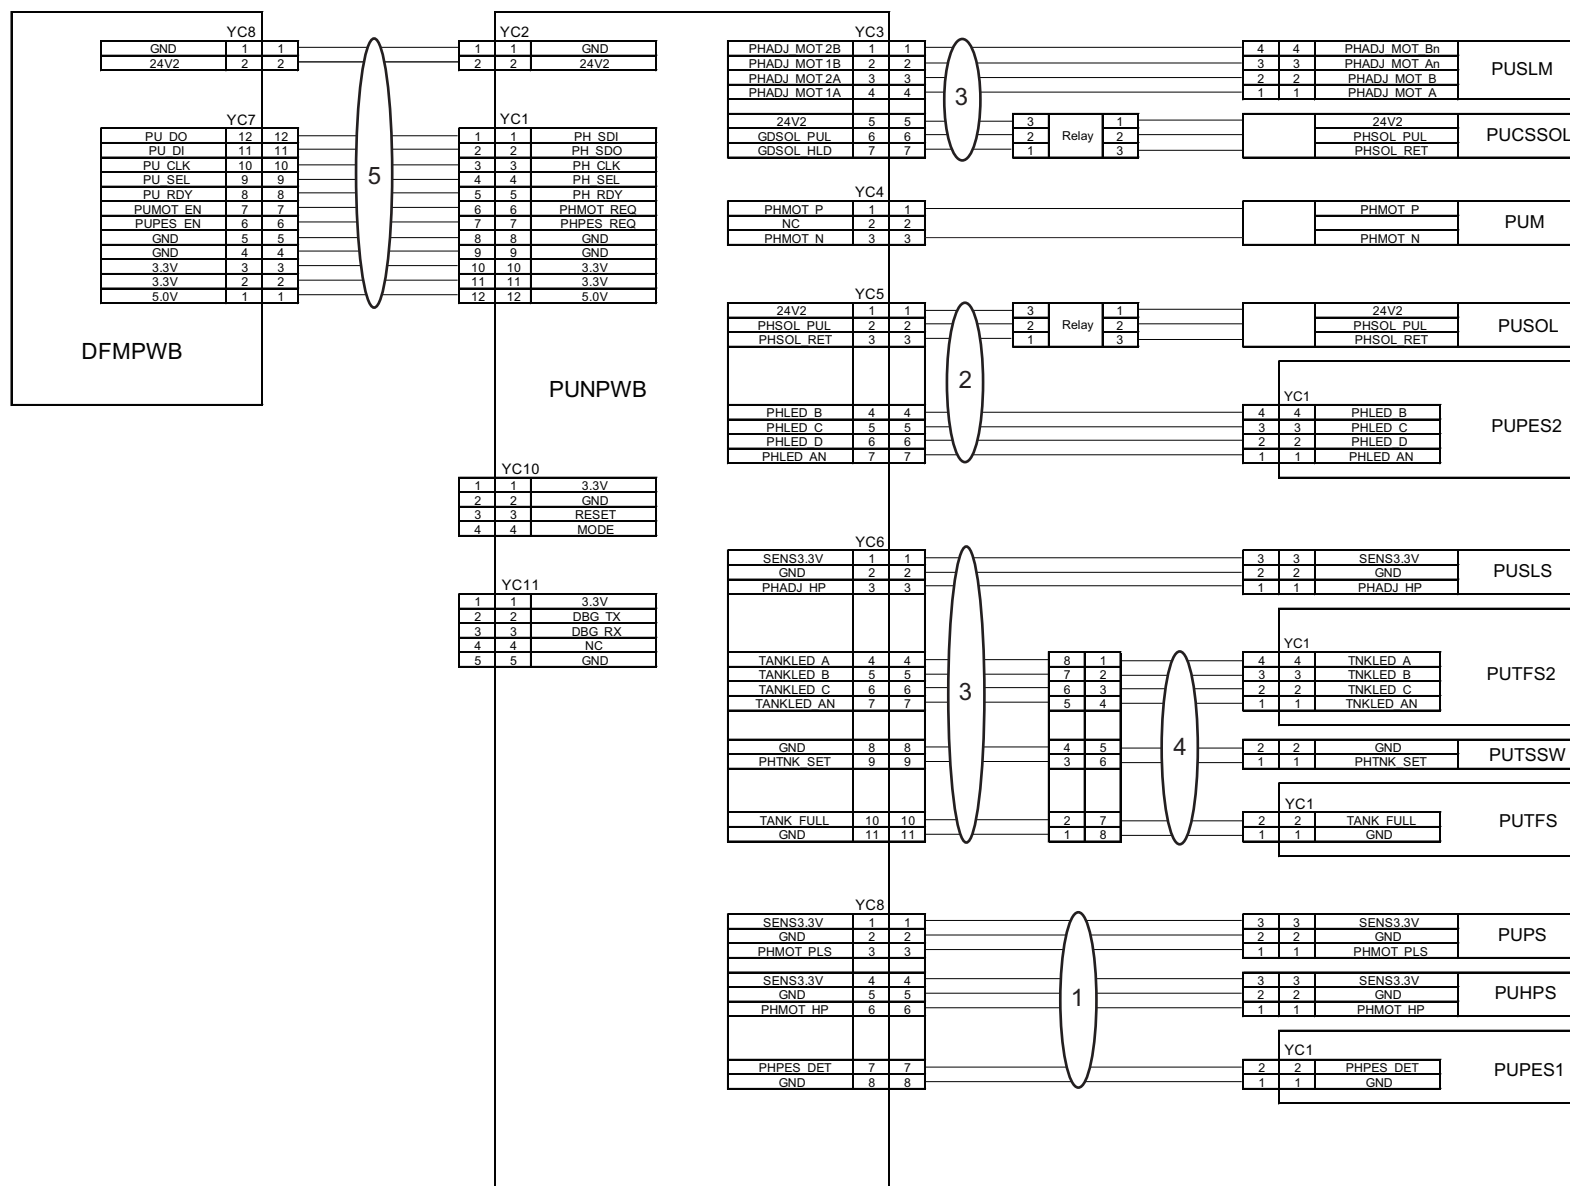 YC8
GND 1 1
24V2 2 2
YC7
PU DO 12 12
PU DI 11 11
PU CLK 10 10
PU SEL 9 9
PU RDY 8 8
PUMOT EN 7 7
PUPES EN 6 6
GND 5 5
GND 4 4
3.3V 3 3
3.3V 2 2
5.0V 1 1
DFMPWB
5
YC2
1 1 GND
2 2 24V2
YC1
1 1 PH SDI
2 2 PH SDO
3 3 PH CLK
4 4 PH SEL
5 5 PH RDY
6 6 PHMOT REQ
7 7 PHPES REQ
8 8 GND
9 9 GND
10 10 3.3V
11 11 3.3V
12 12 5.0V
PUNPWB
YC10
1 1 3.3V
2 2 GND
3 3 RESET
4 4 MODE
YC11
1 1 3.3V
2 2 DBG TX
3 3 DBG RX
4 4 NC
5 5 GND
YC3
PHADJ MOT 2B 1 1
PHADJ MOT 1B 2 2
PHADJ MOT 2A 3 3
PHADJ MOT 1A 4 4
24V2 5 5
GDSOL PUL 6 6
GDSOL HLD 7 7
3
3 Relay 1
2 2
1 3
4 4 PHADJ MOT Bn
3 3 PHADJ MOT An
2 2 PHADJ MOT B
1 1 PHADJ MOT A
PUSLM
24V2
PHSOL PUL
PHSOL RET
PUCSSOL
YC4
PHMOT P 1 1
NC 2 2
PHMOT N 3 3
PHMOT P
PHMOT N
PUM
YC5
24V2 1 1
PHSOL PUL 2 2
PHSOL RET 3 3
PHLED B 4 4
PHLED C 5 5
PHLED D 6 6
PHLED AN 7 7
2
3 Relay 1
2 2
1 3
24V2
PHSOL PUL
PHSOL RET
PUSOL
YC1
4 4 PHLED B
3 3 PHLED C
2 2 PHLED D
1 1 PHLED AN
PUPES2
YC6
SENS3.3V 1 1
GND 2 2
PHADJ HP 3 3
TANKLED A 4 4
TANKLED B 5 5
TANKLED C 6 6
TANKLED AN 7 7
GND 8 8
PHTNK SET 9 9
TANK FULL 10 10
GND 11 11
3
8 1
7 2
6 3
5 4
4 5
3 6
2 7
1 8
4
3 3 SENS3.3V
2 2 GND
1 1 PHADJ HP
PUSLS
YC1
4 4 TNKLED A
3 3 TNKLED B
2 2 TNKLED C
1 1 TNKLED AN
PUTFS2
2 2 GND
1 1 PHTNK SET
PUTSSW
YC1
2 2 TANK FULL
1 1 GND
PUTFS
YC8
SENS3.3V 1 1
GND 2 2
PHMOT PLS 3 3
SENS3.3V 4 4
GND 5 5
PHMOT HP 6 6
PHPES DET 7 7
GND 8 8
1
3 3 SENS3.3V
2 2 GND
1 1 PHMOT PLS
PUPS
3 3 SENS3.3V
2 2 GND
1 1 PHMOT HP
PUHPS
YC1
2 2 PHPES DET
1 1 GND
PUPES1